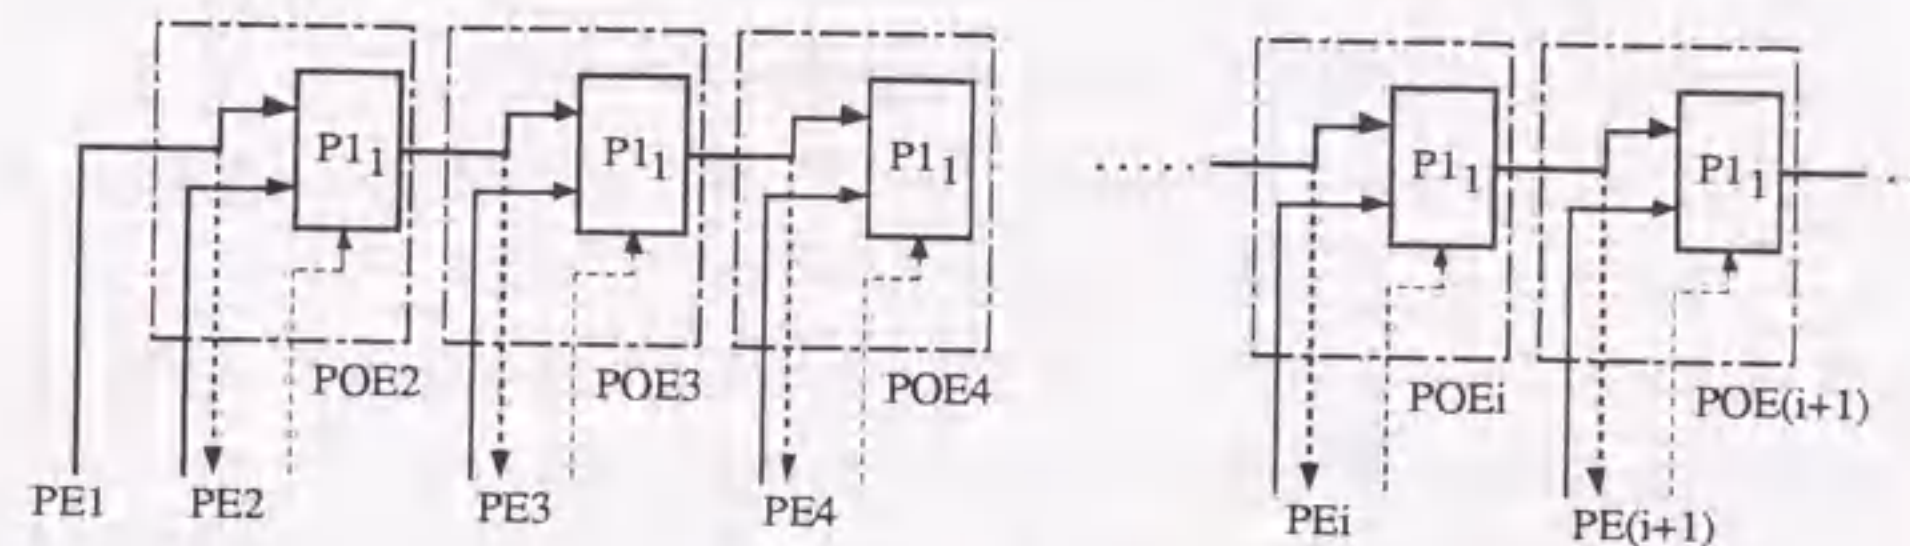 P1₁ P1₁ P1₁ ..... P1₁ P1₁ ..
POE2 POE3 POE4 POEi POE(i+1)
PE1 PE2 PE3 PE4 PEi PE(i+1)